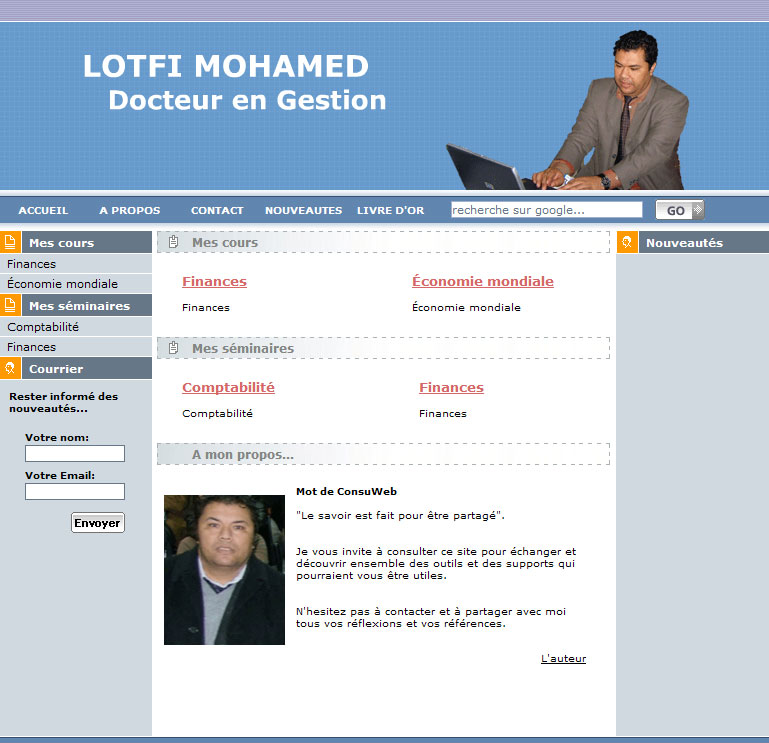 LOTFI MOHAMED
Docteur en Gestion
ACCUEIL A PROPOS CONTACT NOUVEAUTES LIVRE D'OR recherche sur google... GO
Mes cours
Finances
Économie mondiale
Mes séminaires
Comptabilité
Finances
Courrier
Rester informé des
nouveautés...
Votre nom:
Votre Email:
Envoyer
Mes cours
Finances Économie mondiale
Finances Économie mondiale
Mes séminaires
Comptabilité Finances
Comptabilité Finances
A mon propos...
Mot de ConsuWeb
"Le savoir est fait pour être partagé".
Je vous invite à consulter ce site pour échanger et
découvrir ensemble des outils et des supports qui
pourraient vous être utiles.
N'hesitez pas à contacter et à partager avec moi
tous vos réflexions et vos références.
L'auteur
Nouveautés